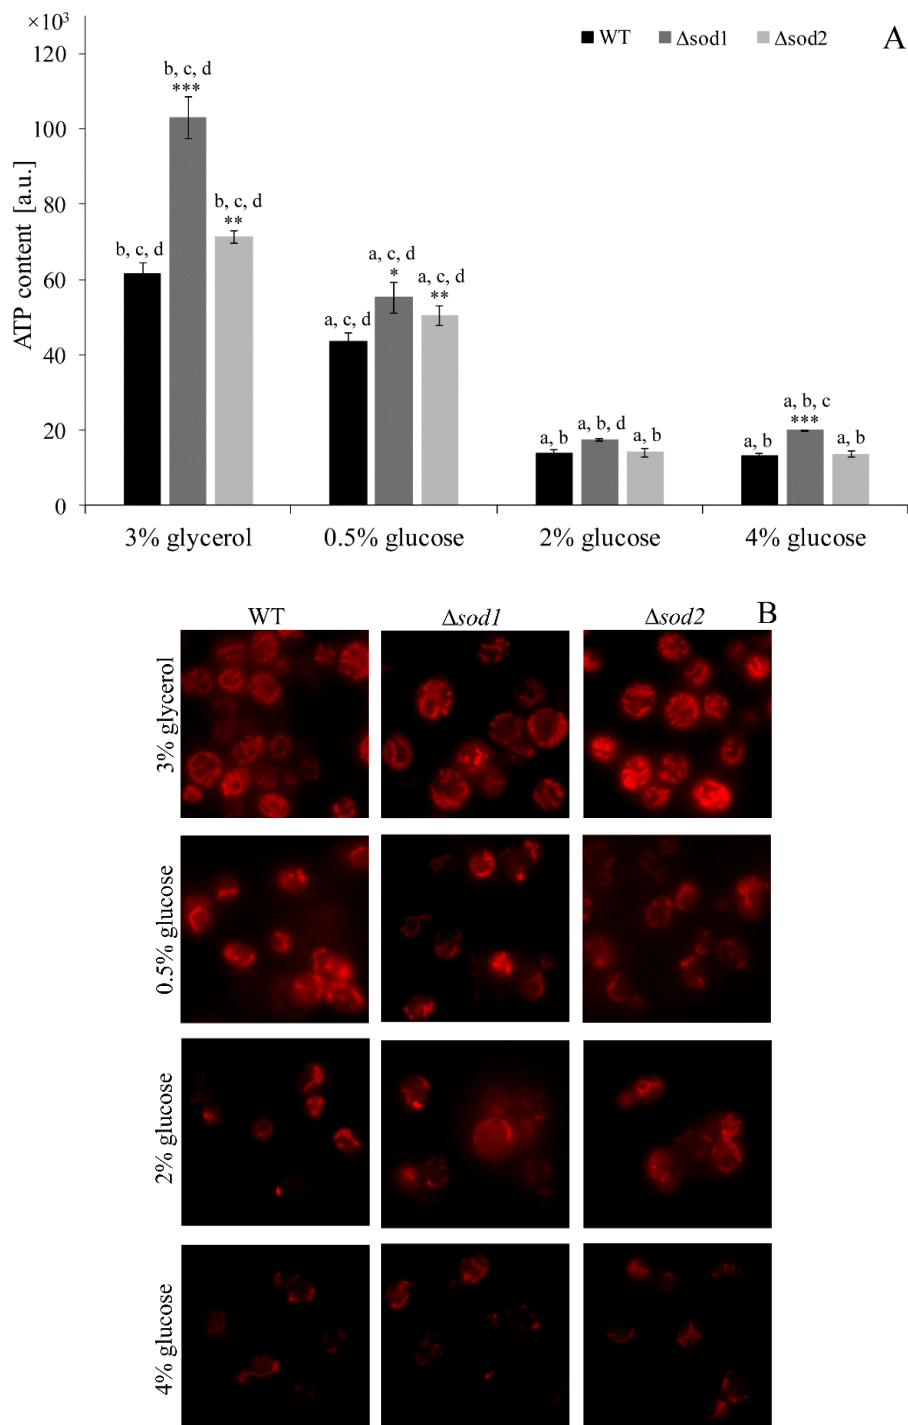 ×10³
WT Δsod1 Δsod2
A
ATP content [a.u.]
120
100
80
60
40
20
0
b, c, d
b, c, d
***
b, c, d
**
a, c, d
a, c, d
*
a, c, d
**
a, b
a, b, d
a, b
a, b
a, b, c
***
a, b
3% glycerol 0.5% glucose 2% glucose 4% glucose
B
WT Δsod1 Δsod2
3% glycerol
0.5% glucose
2% glucose
4% glucose